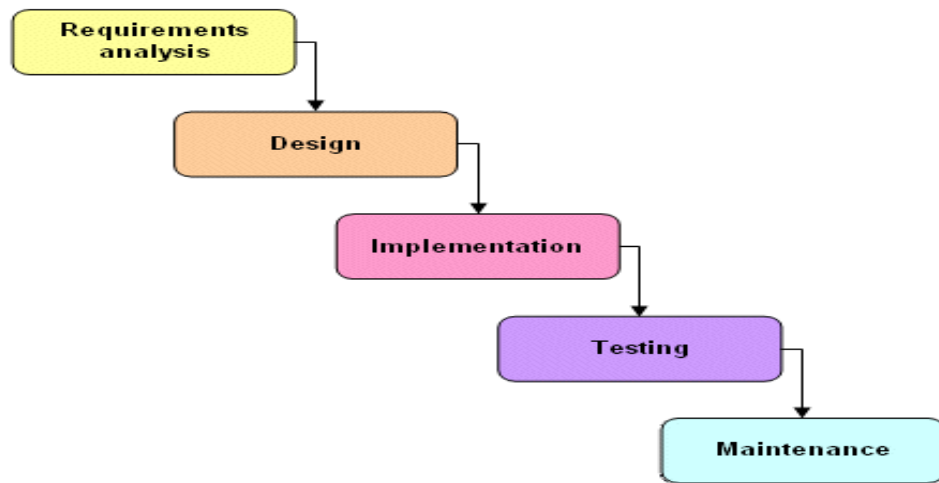 Requirements
analysis
Design
Implementation
Testing
Maintenance